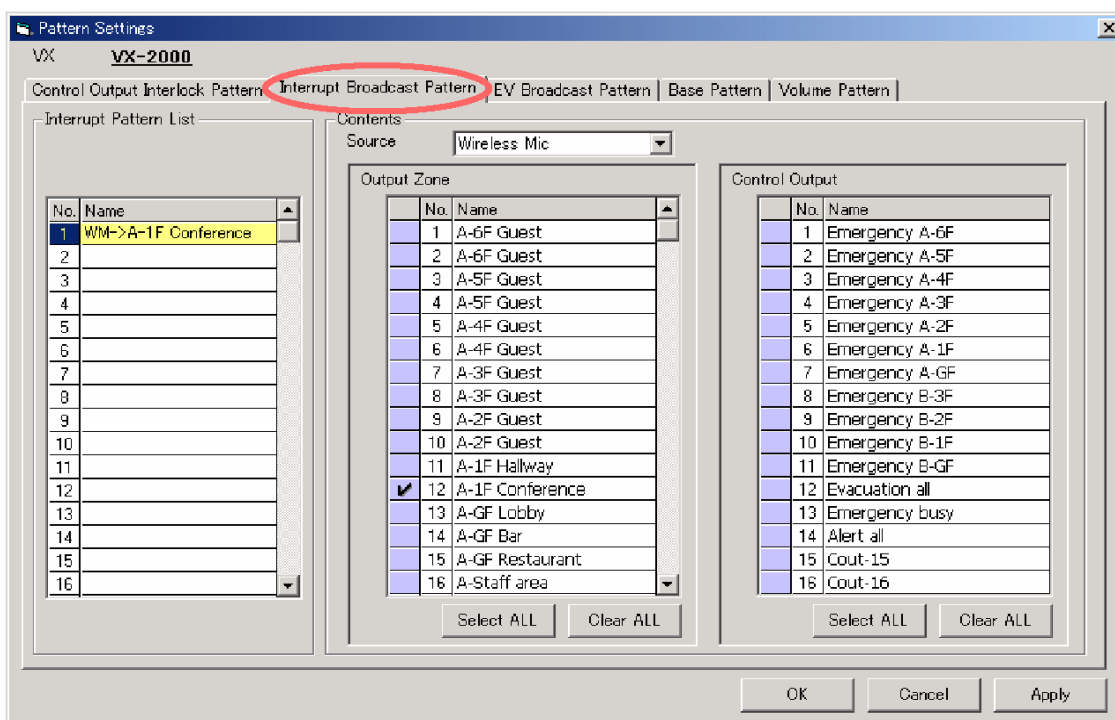 Pattern Settings
VX VX-2000
Control Output Interlock Pattern Interrupt Broadcast Pattern EV Broadcast Pattern Base Pattern Volume Pattern
Interrupt Pattern List
No. Name
1 WM->A-1F Conference
2
3
4
5
6
7
8
9
10
11
12
13
14
15
16
Contents
Source Wireless Mic
Output Zone
No. Name
1 A-6F Guest
2 A-6F Guest
3 A-5F Guest
4 A-5F Guest
5 A-4F Guest
6 A-4F Guest
7 A-3F Guest
8 A-3F Guest
9 A-2F Guest
10 A-2F Guest
11 A-1F Hallway
12 A-1F Conference
13 A-GF Lobby
14 A-GF Bar
15 A-GF Restaurant
16 A-Staff area
Select ALL Clear ALL
Control Output
No. Name
1 Emergency A-6F
2 Emergency A-5F
3 Emergency A-4F
4 Emergency A-3F
5 Emergency A-2F
6 Emergency A-1F
7 Emergency A-GF
8 Emergency B-3F
9 Emergency B-2F
10 Emergency B-1F
11 Emergency B-GF
12 Evacuation all
13 Emergency busy
14 Alert all
15 Cout-15
16 Cout-16
Select ALL Clear ALL
OK Cancel Apply